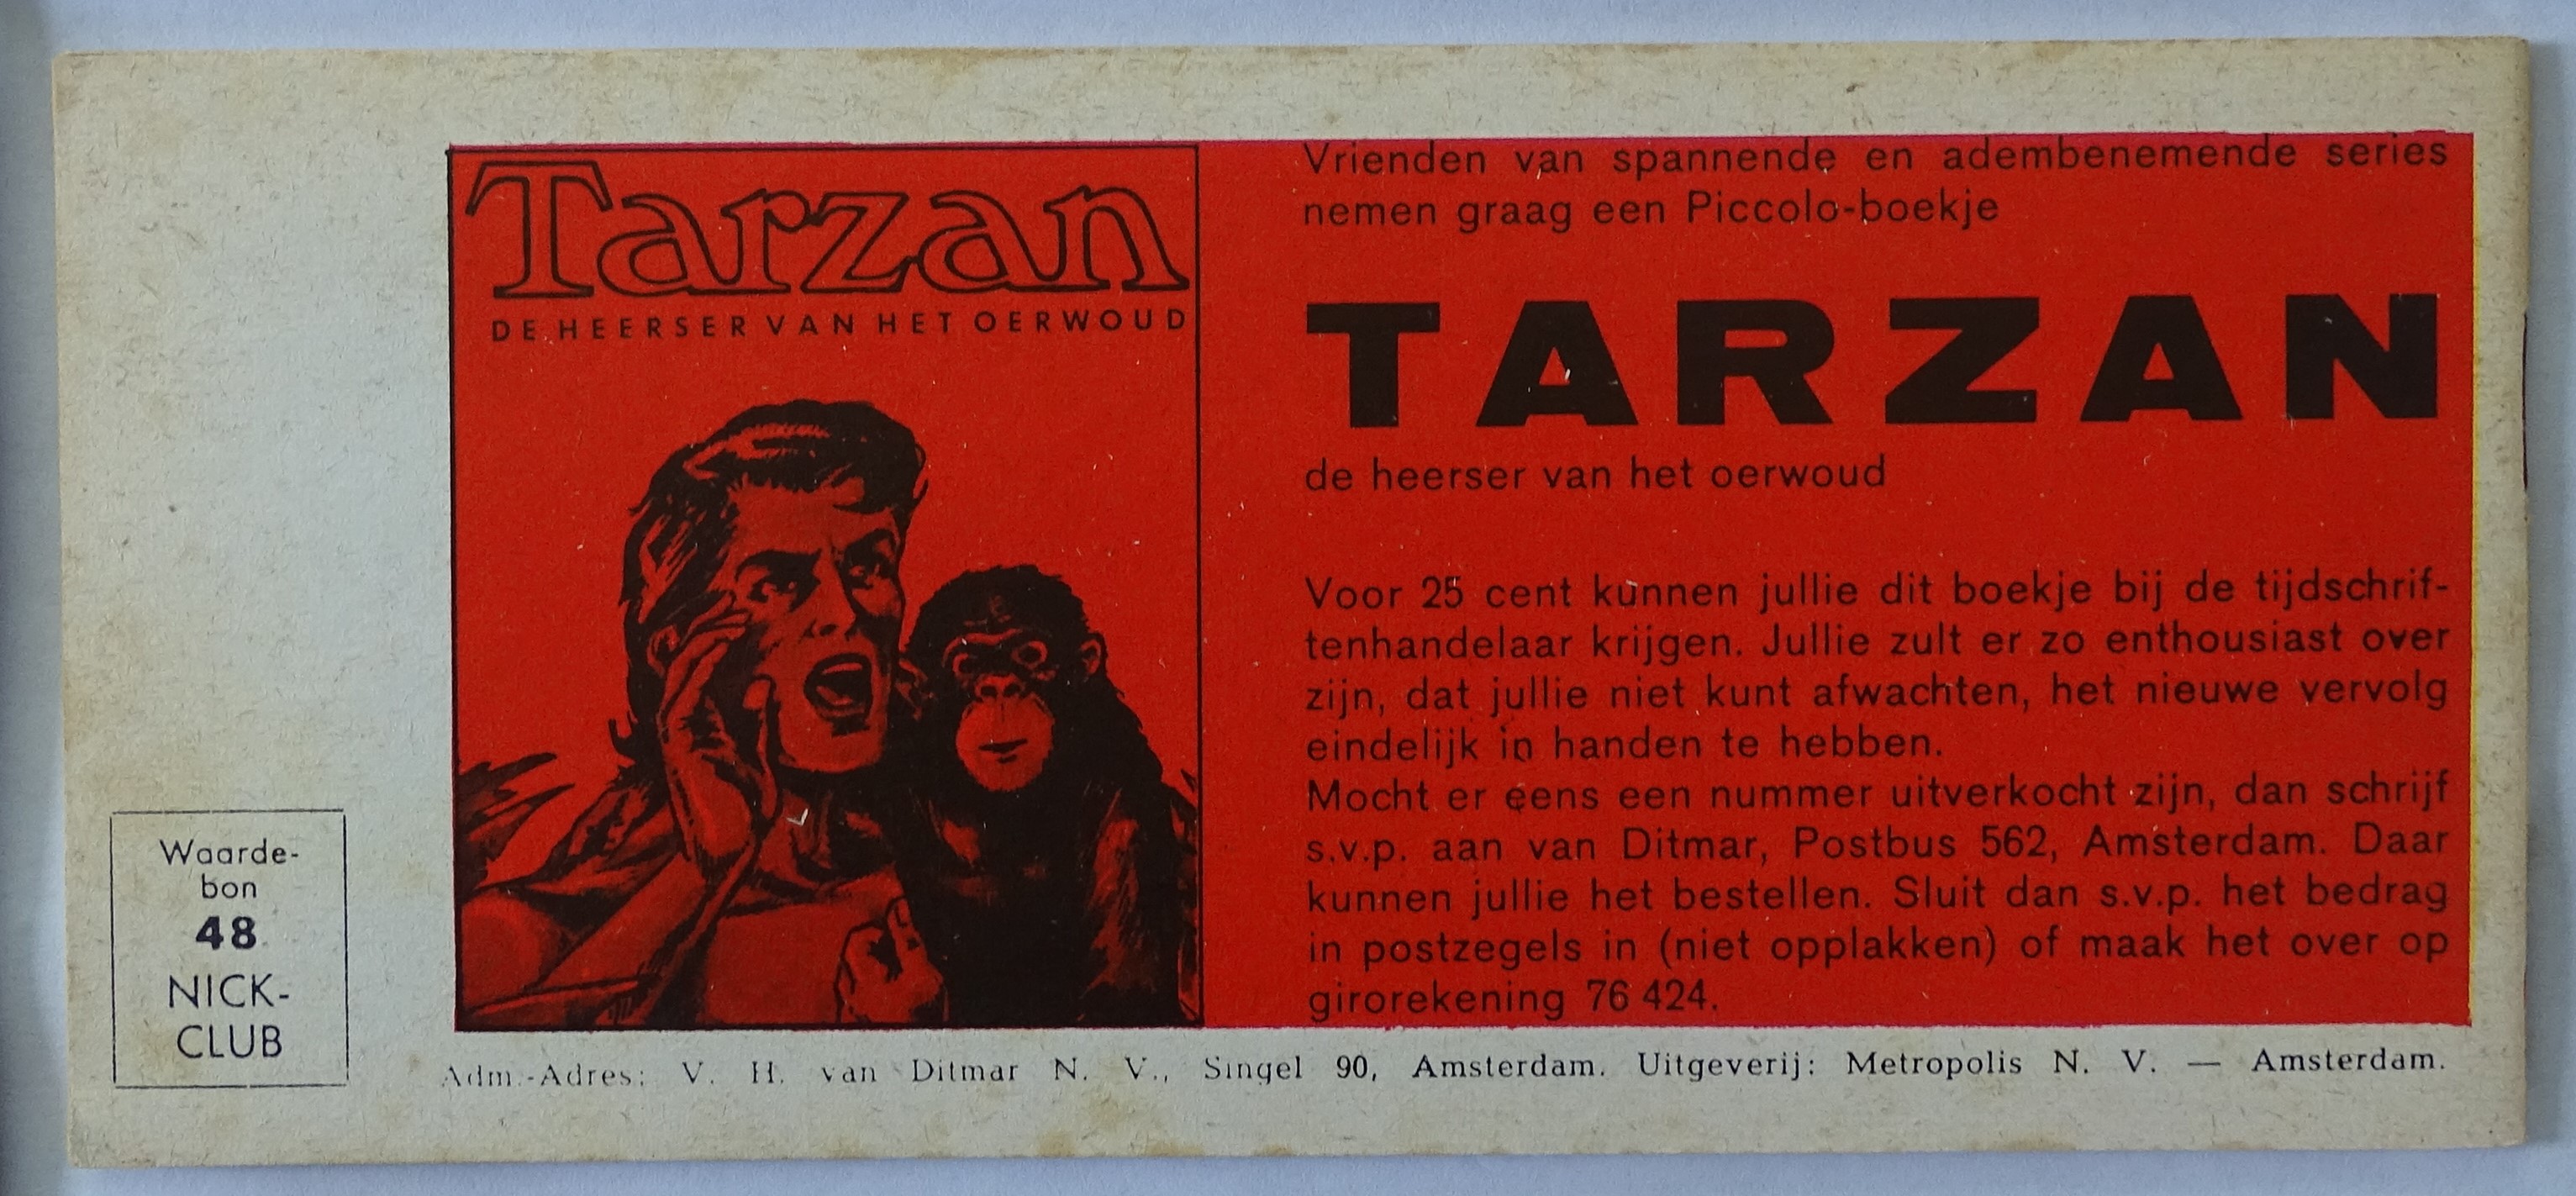 Tarzan
DE HEERSER VAN HET OERWOUD
Vrienden van spannende en adembenemende series
nemen graag een Piccolo-boekje
TARZAN
de heerser van het oerwoud
Voor 25 cent kunnen jullie dit boekje bij de tijdschrif-
tenhandelaar krijgen. Jullie zult er zo enthousiast over
zijn, dat jullie niet kunt afwachten, het nieuwe vervolg
eindelijk in handen te hebben.
Mocht er eens een nummer uitverkocht zijn, dan schrijf
s.v.p. aan van Ditmar, Postbus 562, Amsterdam. Daar
kunnen jullie het bestellen. Sluit dan s.v.p. het bedrag
in postzegels in (niet opplakken) of maak het over op
girorekening 76 424.
Waarde-
bon
48
NICK-
CLUB
Adm.-Adres: V. H. van Ditmar N. V., Singel 90, Amsterdam. Uitgeverij: Metropolis N. V. — Amsterdam.